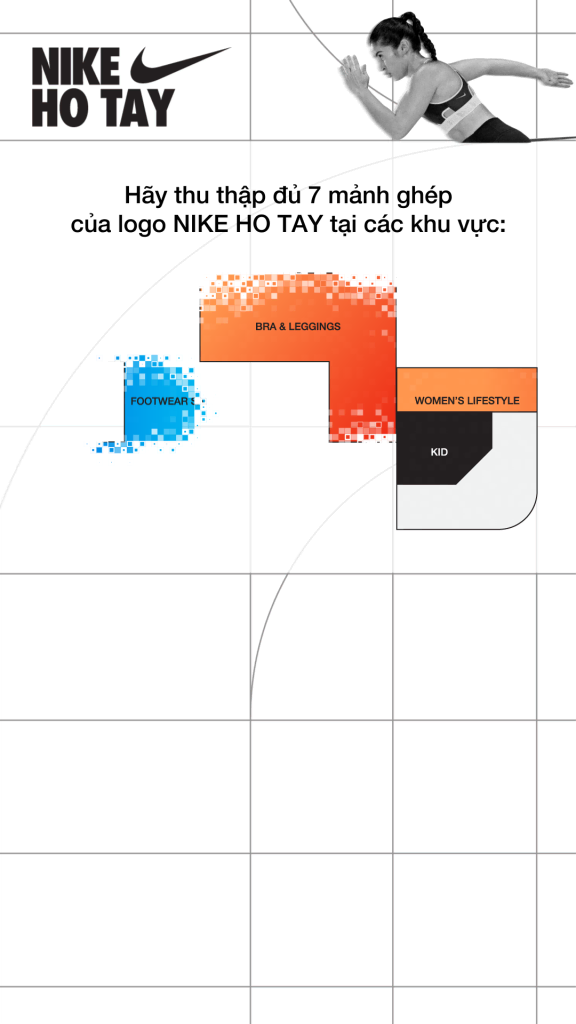 NIKE
HO TAY
Hãy thu thập đủ 7 mảnh ghép
của logo NIKE HO TAY tại các khu vực:
BRA & LEGGINGS
FOOTWEAR
WOMEN'S LIFESTYLE
KID